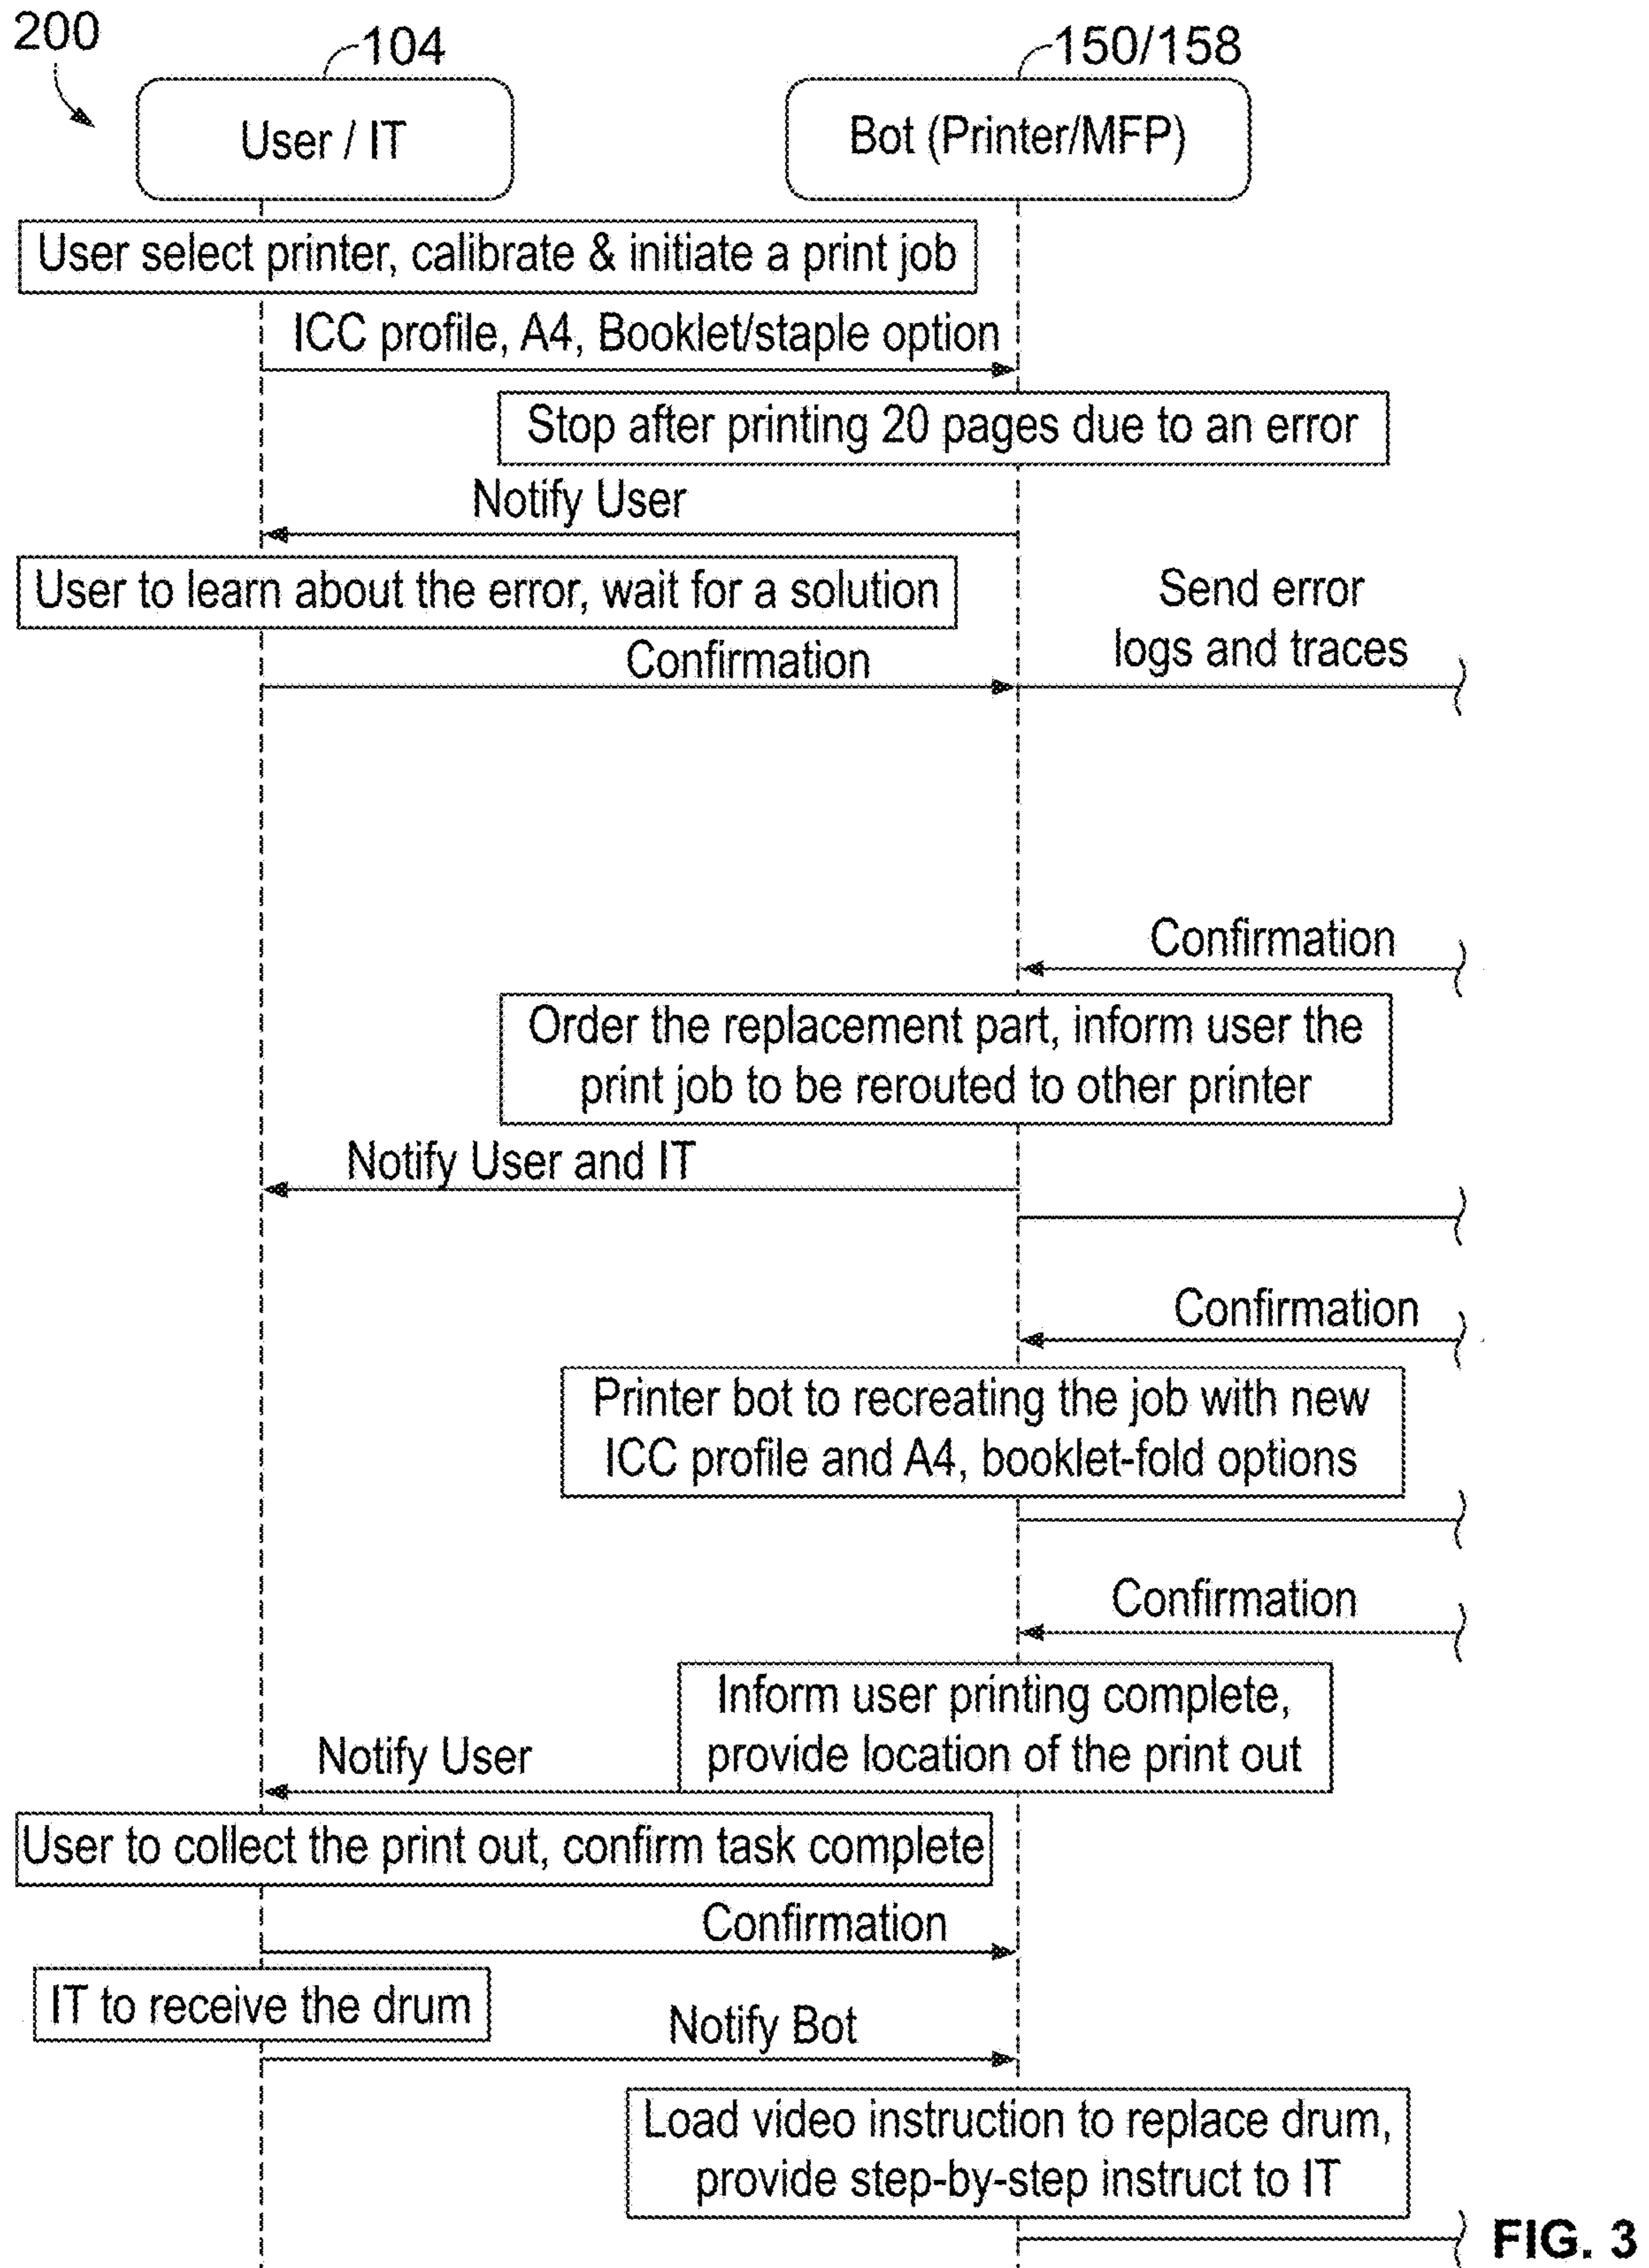 200
104
150/158
User / IT
Bot (Printer/MFP)
User select printer, calibrate & initiate a print job
ICC profile, A4, Booklet/staple option
Stop after printing 20 pages due to an error
Notify User
User to learn about the error, wait for a solution
Send error
logs and traces
Confirmation
Confirmation
Order the replacement part, inform user the
print job to be rerouted to other printer
Notify User and IT
Confirmation
Printer bot to recreating the job with new
ICC profile and A4, booklet-fold options
Confirmation
Inform user printing complete,
provide location of the print out
Notify User
User to collect the print out, confirm task complete
Confirmation
IT to receive the drum
Notify Bot
Load video instruction to replace drum,
provide step-by-step instruct to IT
FIG. 3